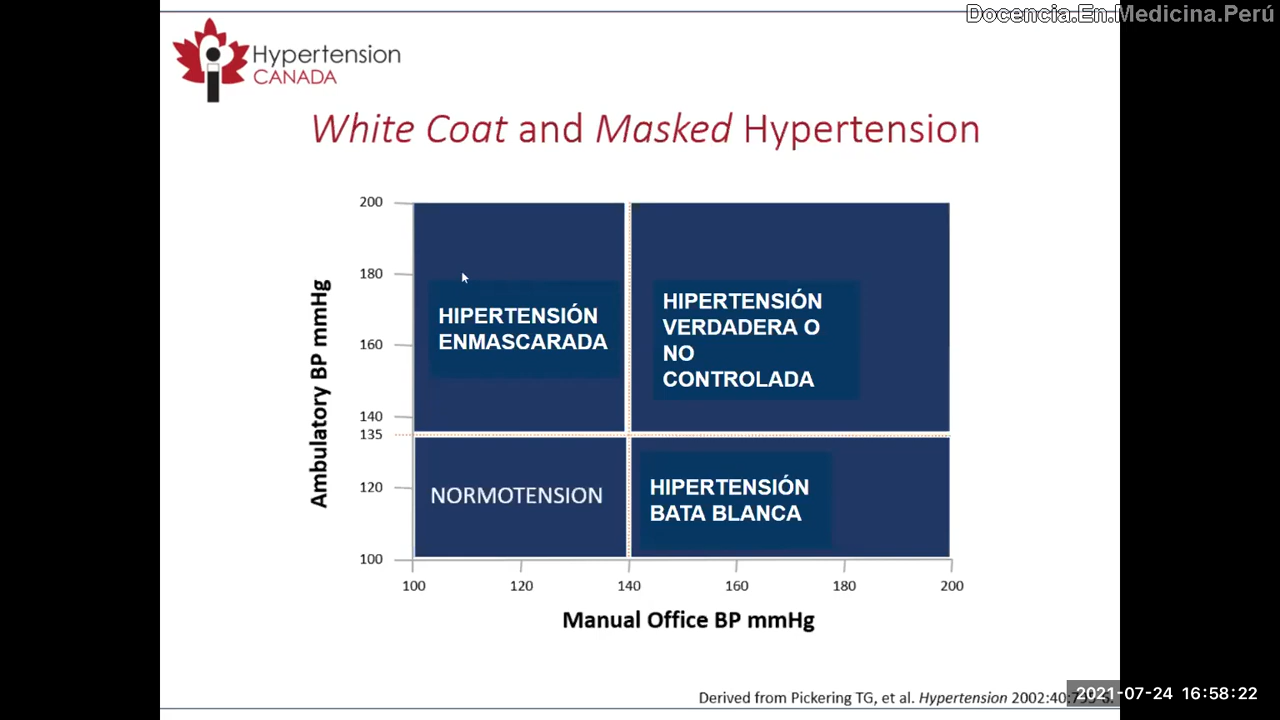 Docencia.En.Medicina.Perú
Hypertension
CANADA
White Coat and Masked Hypertension
200
180
160
140
135
120
100
Ambulatory BP mmHg
HIPERTENSIÓN
ENMASCARADA
HIPERTENSIÓN
VERDADERA O
NO
CONTROLADA
NORMOTENSION
HIPERTENSIÓN
BATA BLANCA
100 120 140 160 180 200
Manual Office BP mmHg
Derived from Pickering TG, et al. Hypertension 2002:40:
2021-07-24 16:58:22